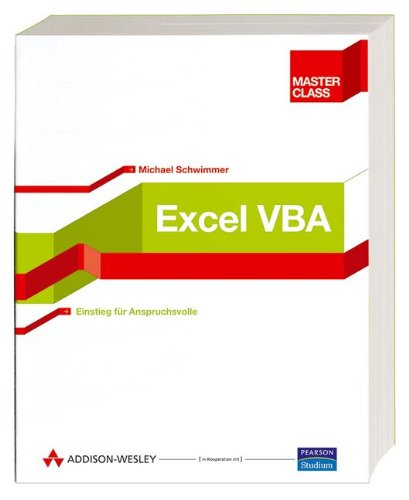 MASTER
CLASS
Michael Schwimmer
Excel VBA
Einstieg für Anspruchsvolle
ADDISON-WESLEY
[ in Kooperation mit ]
PEARSON
Studium